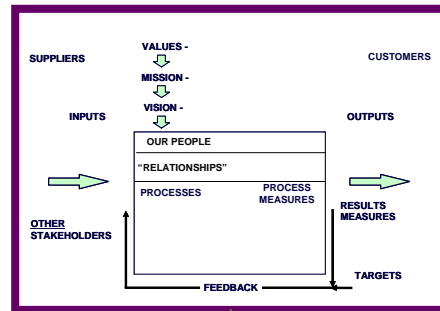 VALUES -
SUPPLIERS
CUSTOMERS
MISSION -
VISION -
INPUTS
OUTPUTS
OUR PEOPLE
“RELATIONSHIPS”
PROCESSES
PROCESS
MEASURES
RESULTS
MEASURES
OTHER
STAKEHOLDERS
TARGETS
FEEDBACK